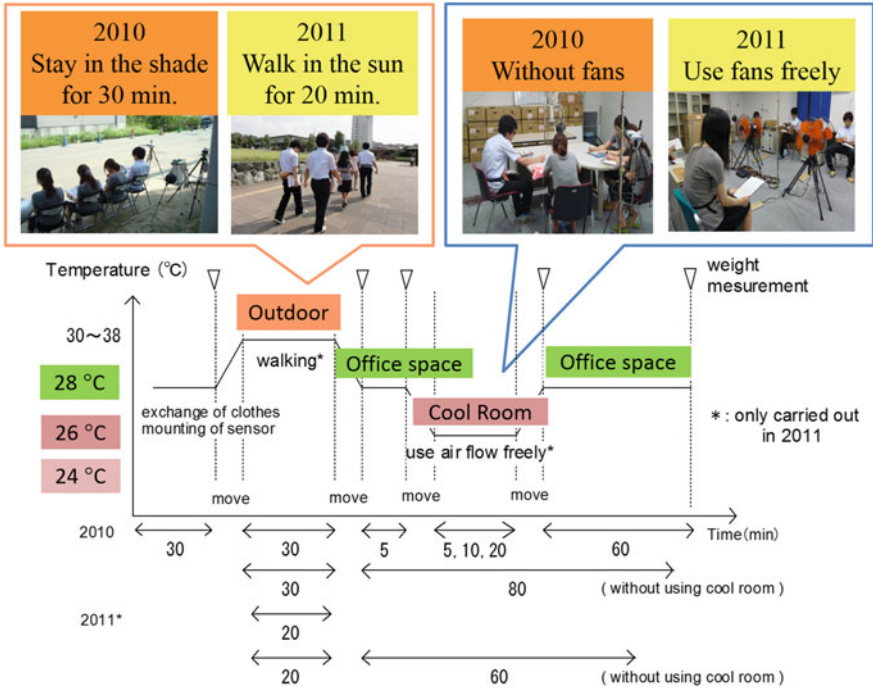 2010
Stay in the shade
for 30 min.
2011
Walk in the sun
for 20 min.
2010
Without fans
2011
Use fans freely
Temperature (℃)
weight
mesurement
Outdoor
30～38
walking*
Office space
Office space
28 ℃
exchange of clothes
mounting of sensor
Cool Room
26 ℃
use air flow freely*
* : only carried out
in 2011
24 ℃
move
move
move
move
2010
Time(min)
30
30
5
5, 10, 20
60
30
80
( without using cool room )
2011*
20
20
60
(without using cool room )